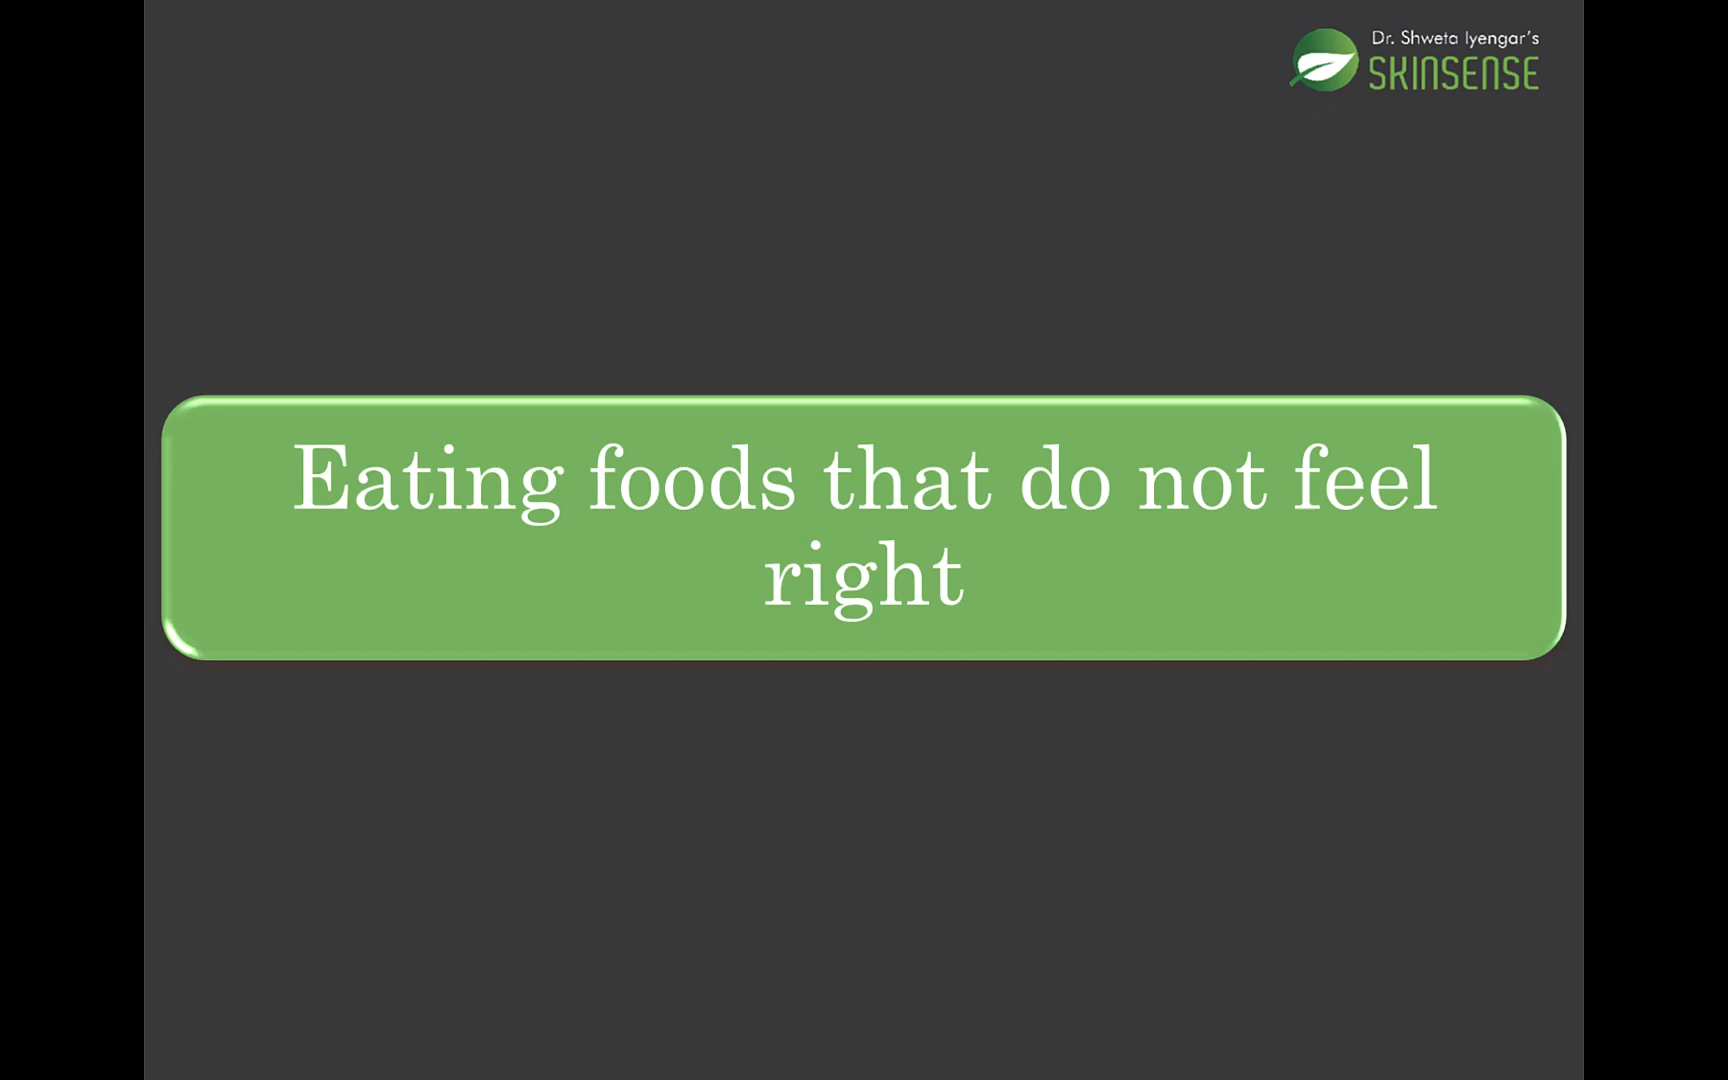 Dr. Shweta Iyengar's
SKINSENSE
Eating foods that do not feel
right